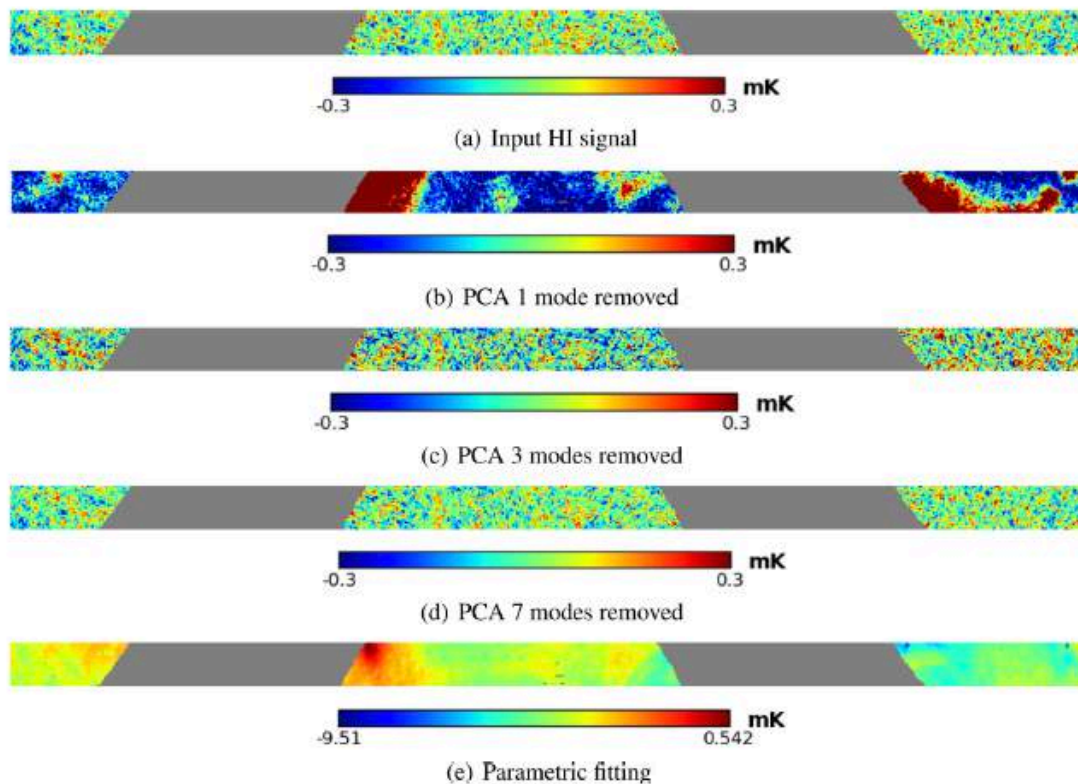 mK
-0.3 0.3
(a) Input HI signal
mK
-0.3 0.3
(b) PCA 1 mode removed
mK
-0.3 0.3
(c) PCA 3 modes removed
mK
-0.3 0.3
(d) PCA 7 modes removed
mK
-9.51 0.542
(e) Parametric fitting